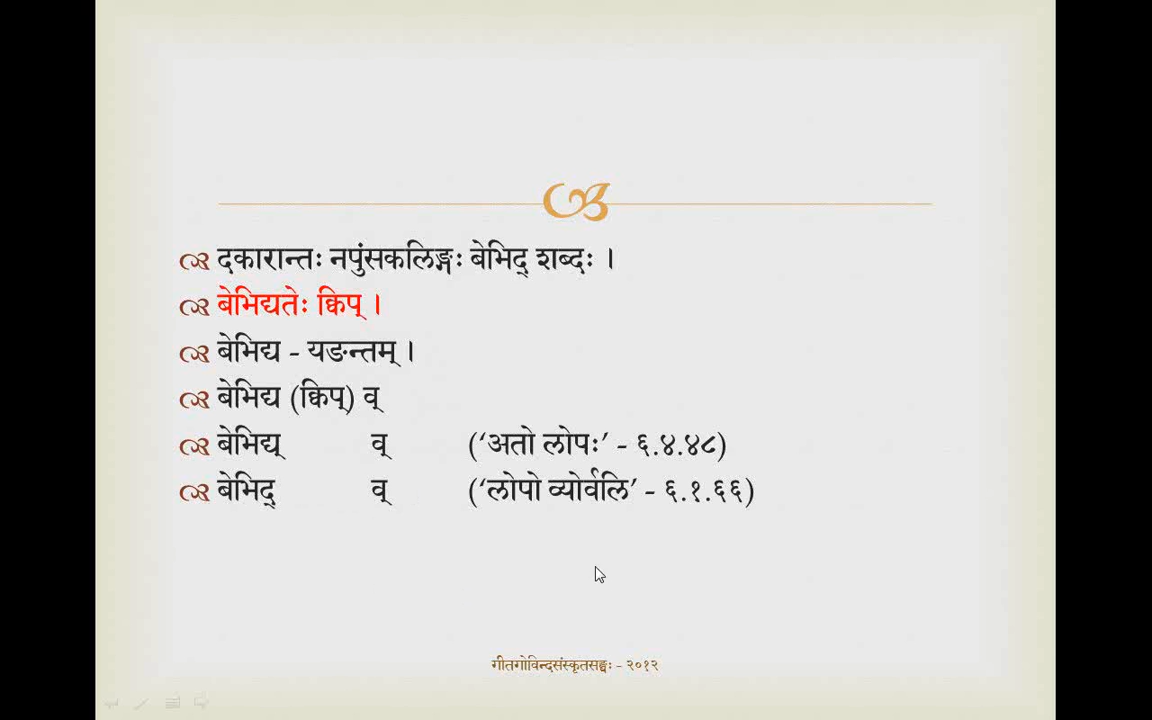 दकारान्तः नपुंसकलिङ्गः बेभिद् शब्दः ।
बेभिद्यतेः क्विप् ।
बेभिद्य - यङन्तम् ।
बेभिद्य (क्विप्) व्
बेभिद्य् व् (‘अतो लोपः’ - ६.४.४८)
बेभिद् व् (‘लोपो व्योर्वलि’ - ६.१.६६)
गीतगोविन्दसंस्कृतसङ्घः - २०१२